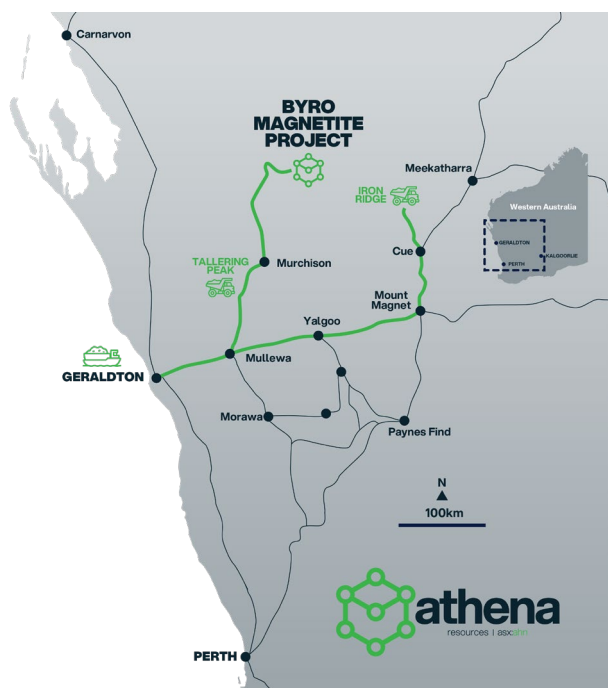 Carnarvon
BYRO
MAGNETITE
PROJECT
Meekatharra
IRON
RIDGE
Western Australia
GERALDTON
KALGOORLIE
PERTH
Cue
TALLERING
PEAK
Murchison
Mount
Magnet
Yalgoo
Mullewa
GERALDTON
Morawa
Paynes Find
N
100km
athena
resources | asx:ahn
PERTH